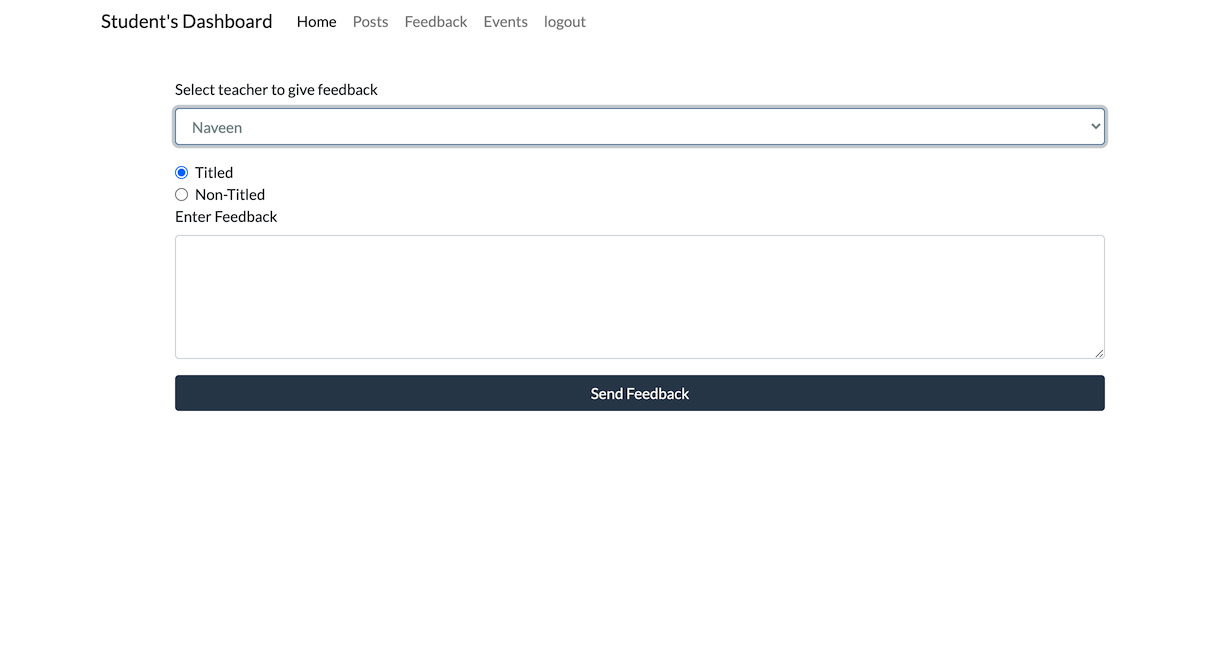 Student's Dashboard Home Posts Feedback Events logout
Select teacher to give feedback
Naveen
Titled
Non-Titled
Enter Feedback
Send Feedback